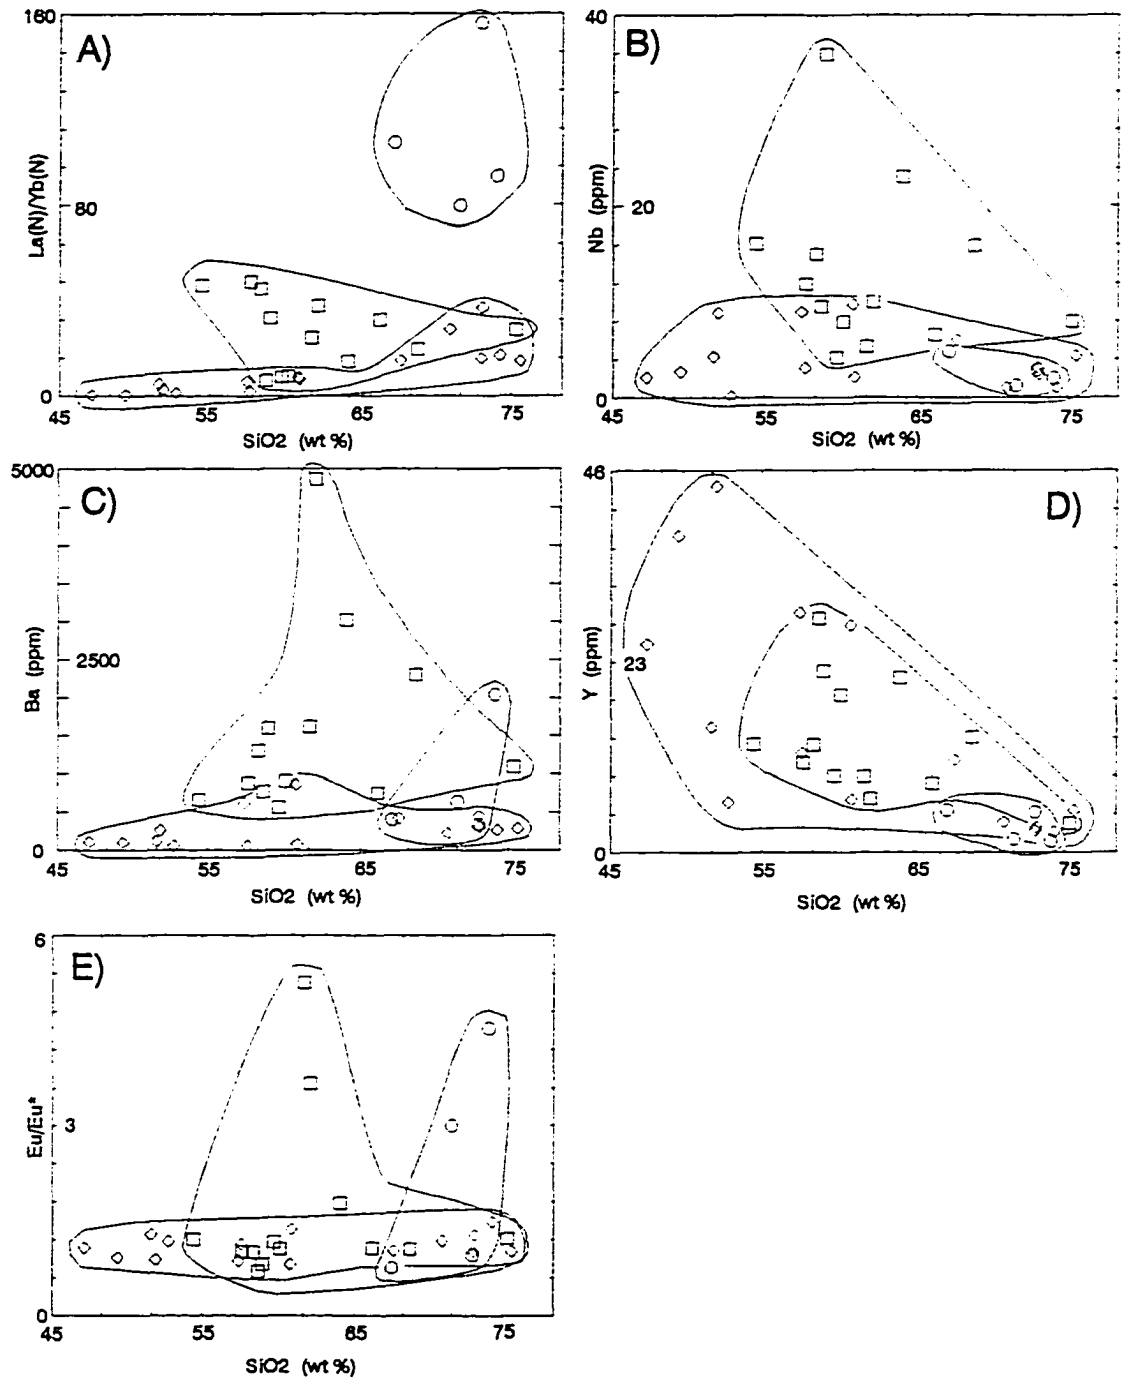 160
A)
La(N)/Yb(N)
80
0
45 55 65 75
SiO2 (wt %)
40
B)
Nb (ppm)
20
0
45 55 65 75
SiO2 (wt %)
5000
C)
Ba (ppm)
2500
0
45 55 65 75
SiO2 (wt %)
46
D)
Y (ppm)
23
0
45 55 65 75
SiO2 (wt %)
6
E)
Eu/Eu*
3
0
45 55 65 75
SiO2 (wt %)